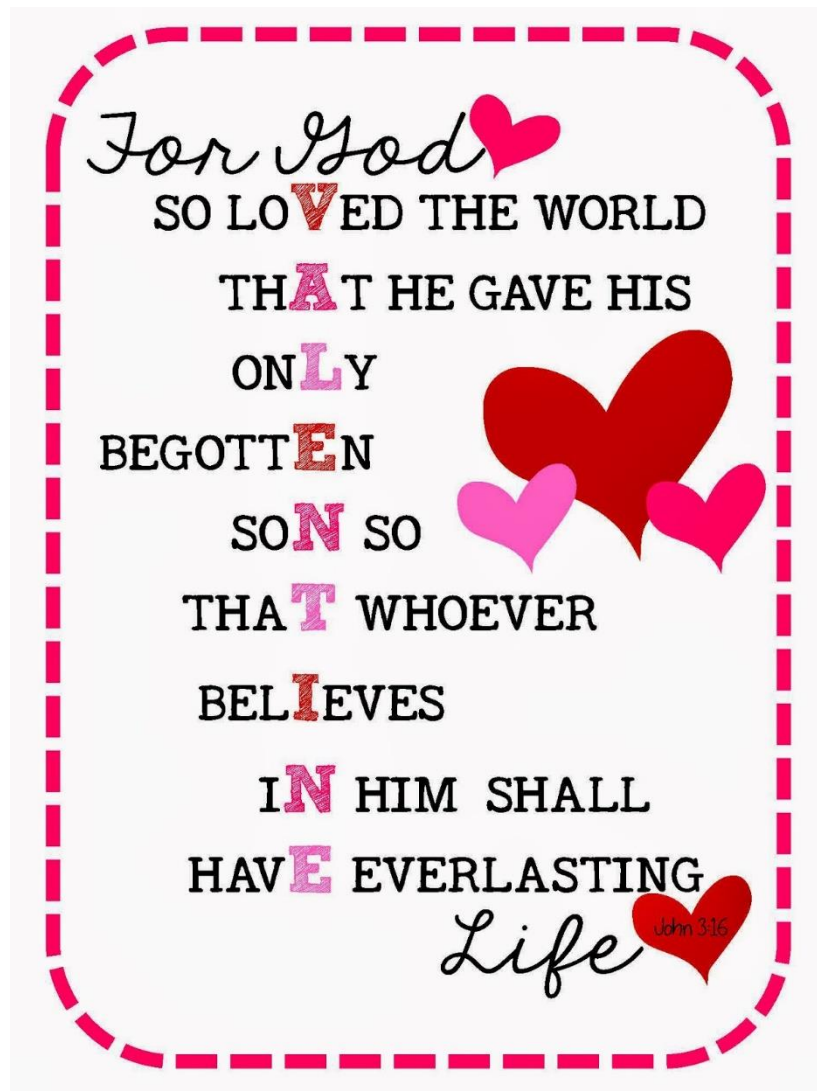 For God
SO LOVED THE WORLD
THAT HE GAVE HIS
ONLY
BEGOTTEN
SON SO
THAT WHOEVER
BELIEVES
IN HIM SHALL
HAVE EVERLASTING
Life
John 3:16